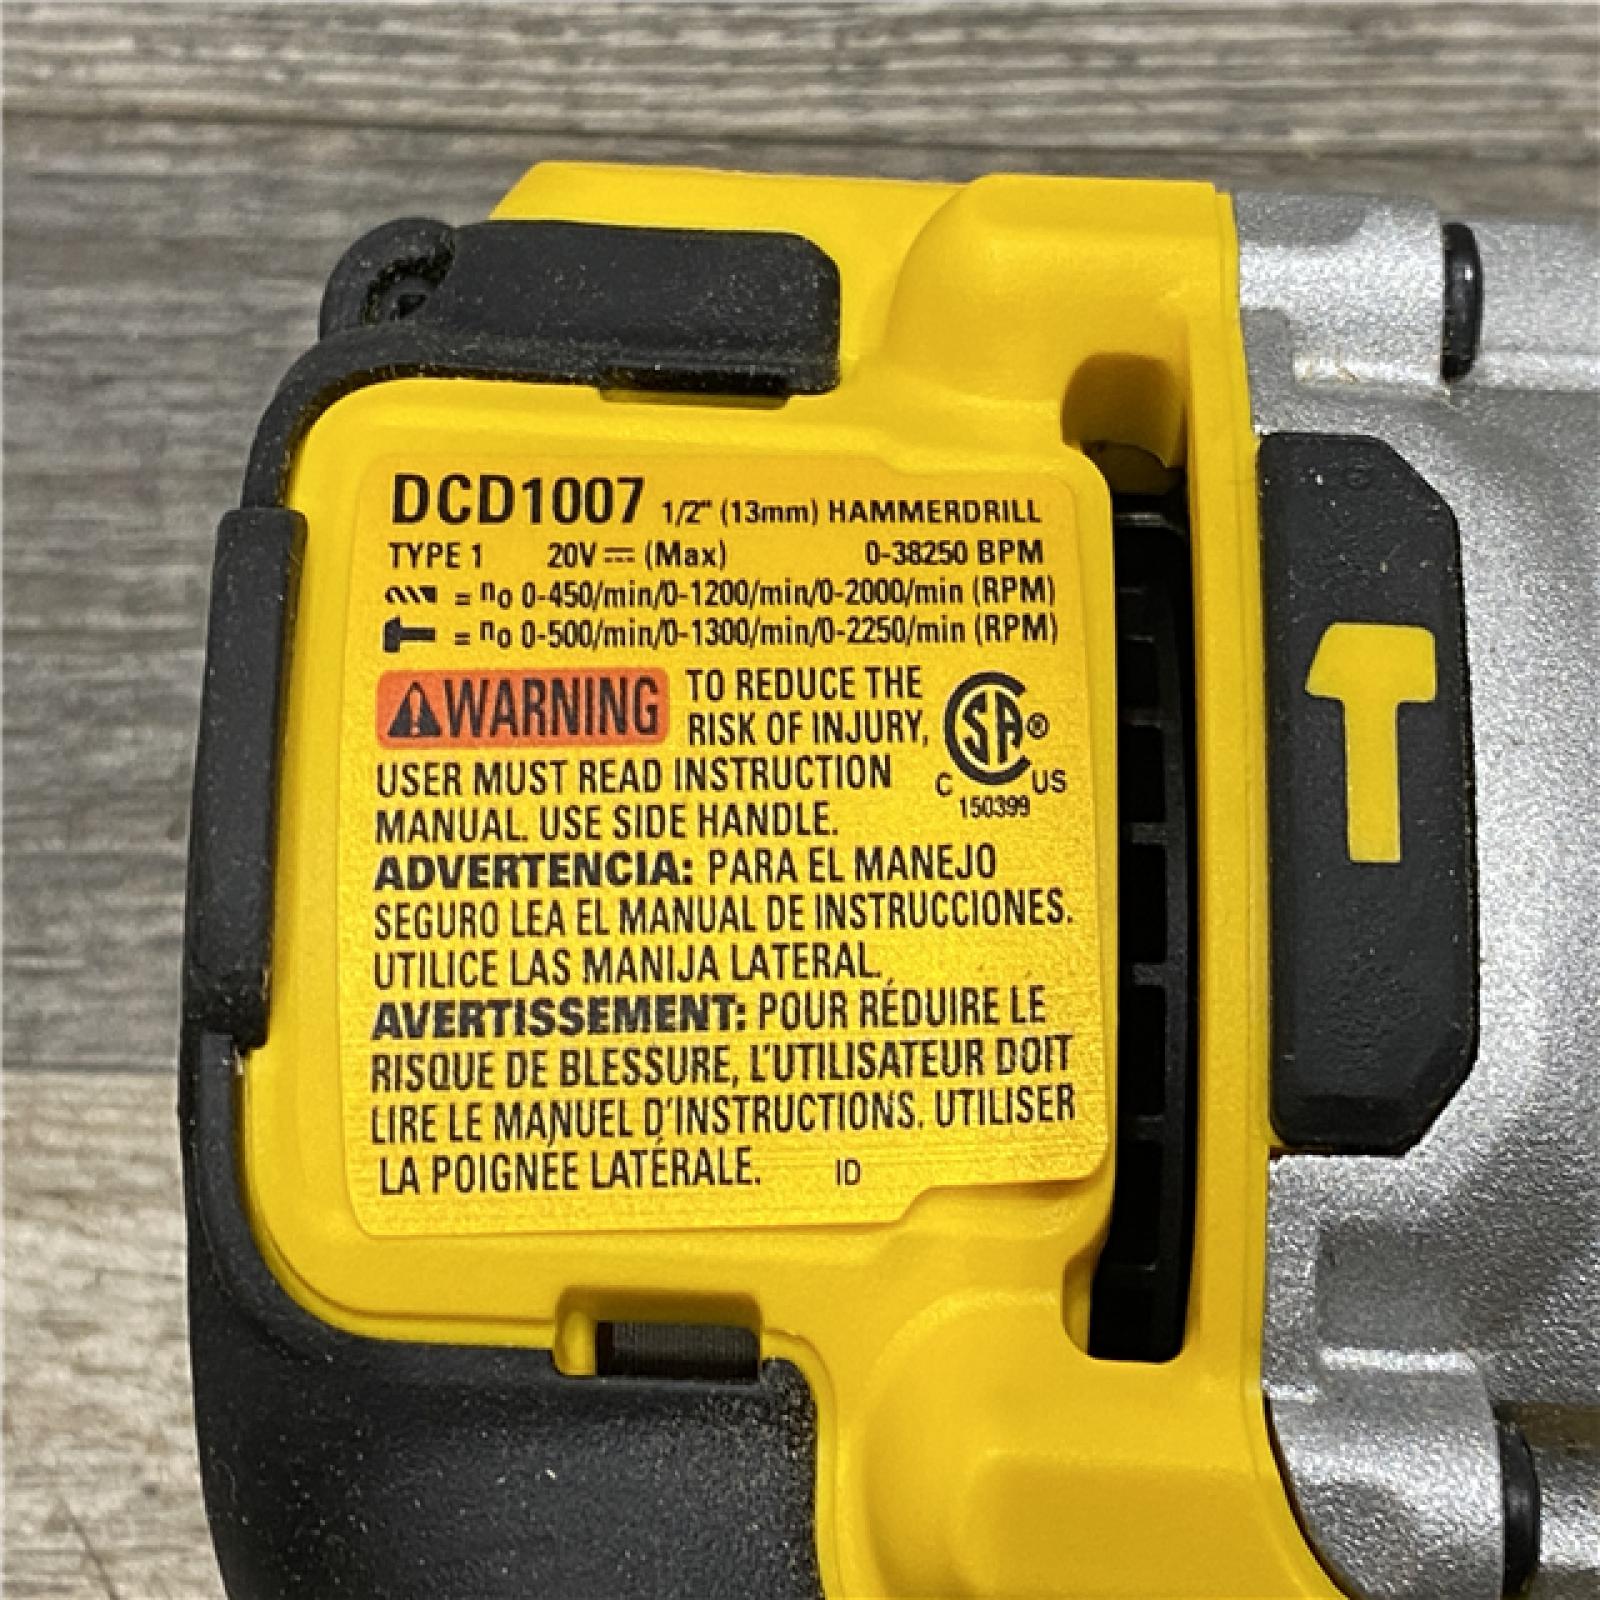 DCD1007 1/2" (13mm) HAMMERDRILL
TYPE 1 20V ⎓ (Max) 0-38250 BPM
= no 0-450/min/0-1200/min/0-2000/min (RPM)
= no 0-500/min/0-1300/min/0-2250/min (RPM)
⚠WARNING TO REDUCE THE
RISK OF INJURY,
USER MUST READ INSTRUCTION
MANUAL. USE SIDE HANDLE.
CSA®
C US
150399
ADVERTENCIA: PARA EL MANEJO
SEGURO LEA EL MANUAL DE INSTRUCCIONES.
UTILICE LAS MANIJA LATERAL.
AVERTISSEMENT: POUR RÉDUIRE LE
RISQUE DE BLESSURE, L'UTILISATEUR DOIT
LIRE LE MANUEL D'INSTRUCTIONS. UTILISER
LA POIGNÉE LATÉRALE. ID